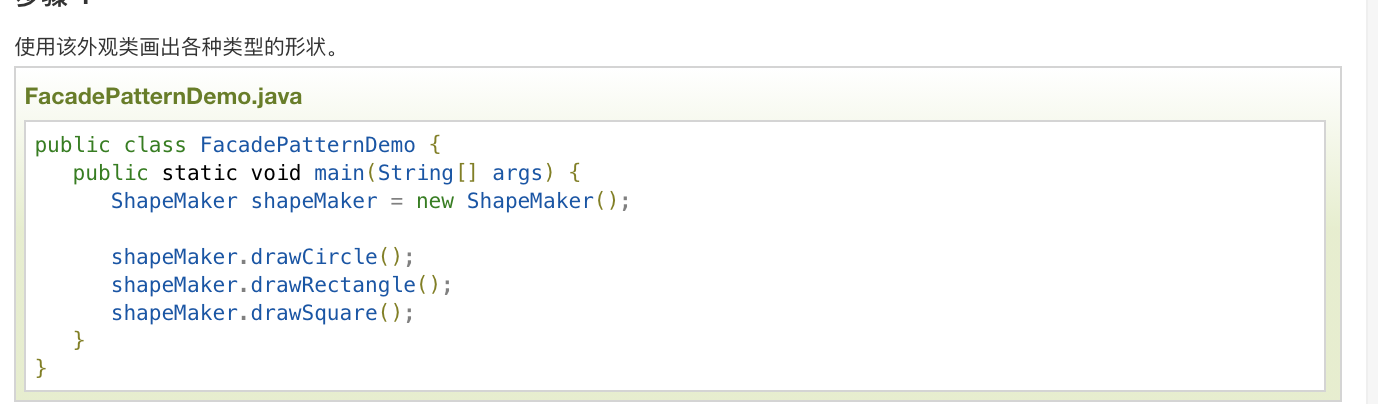 使用该外观类画出各种类型的形状。
FacadePatternDemo.java
public class FacadePatternDemo {
   public static void main(String[] args) {
      ShapeMaker shapeMaker = new ShapeMaker();

      shapeMaker.drawCircle();
      shapeMaker.drawRectangle();
      shapeMaker.drawSquare();
   }
}